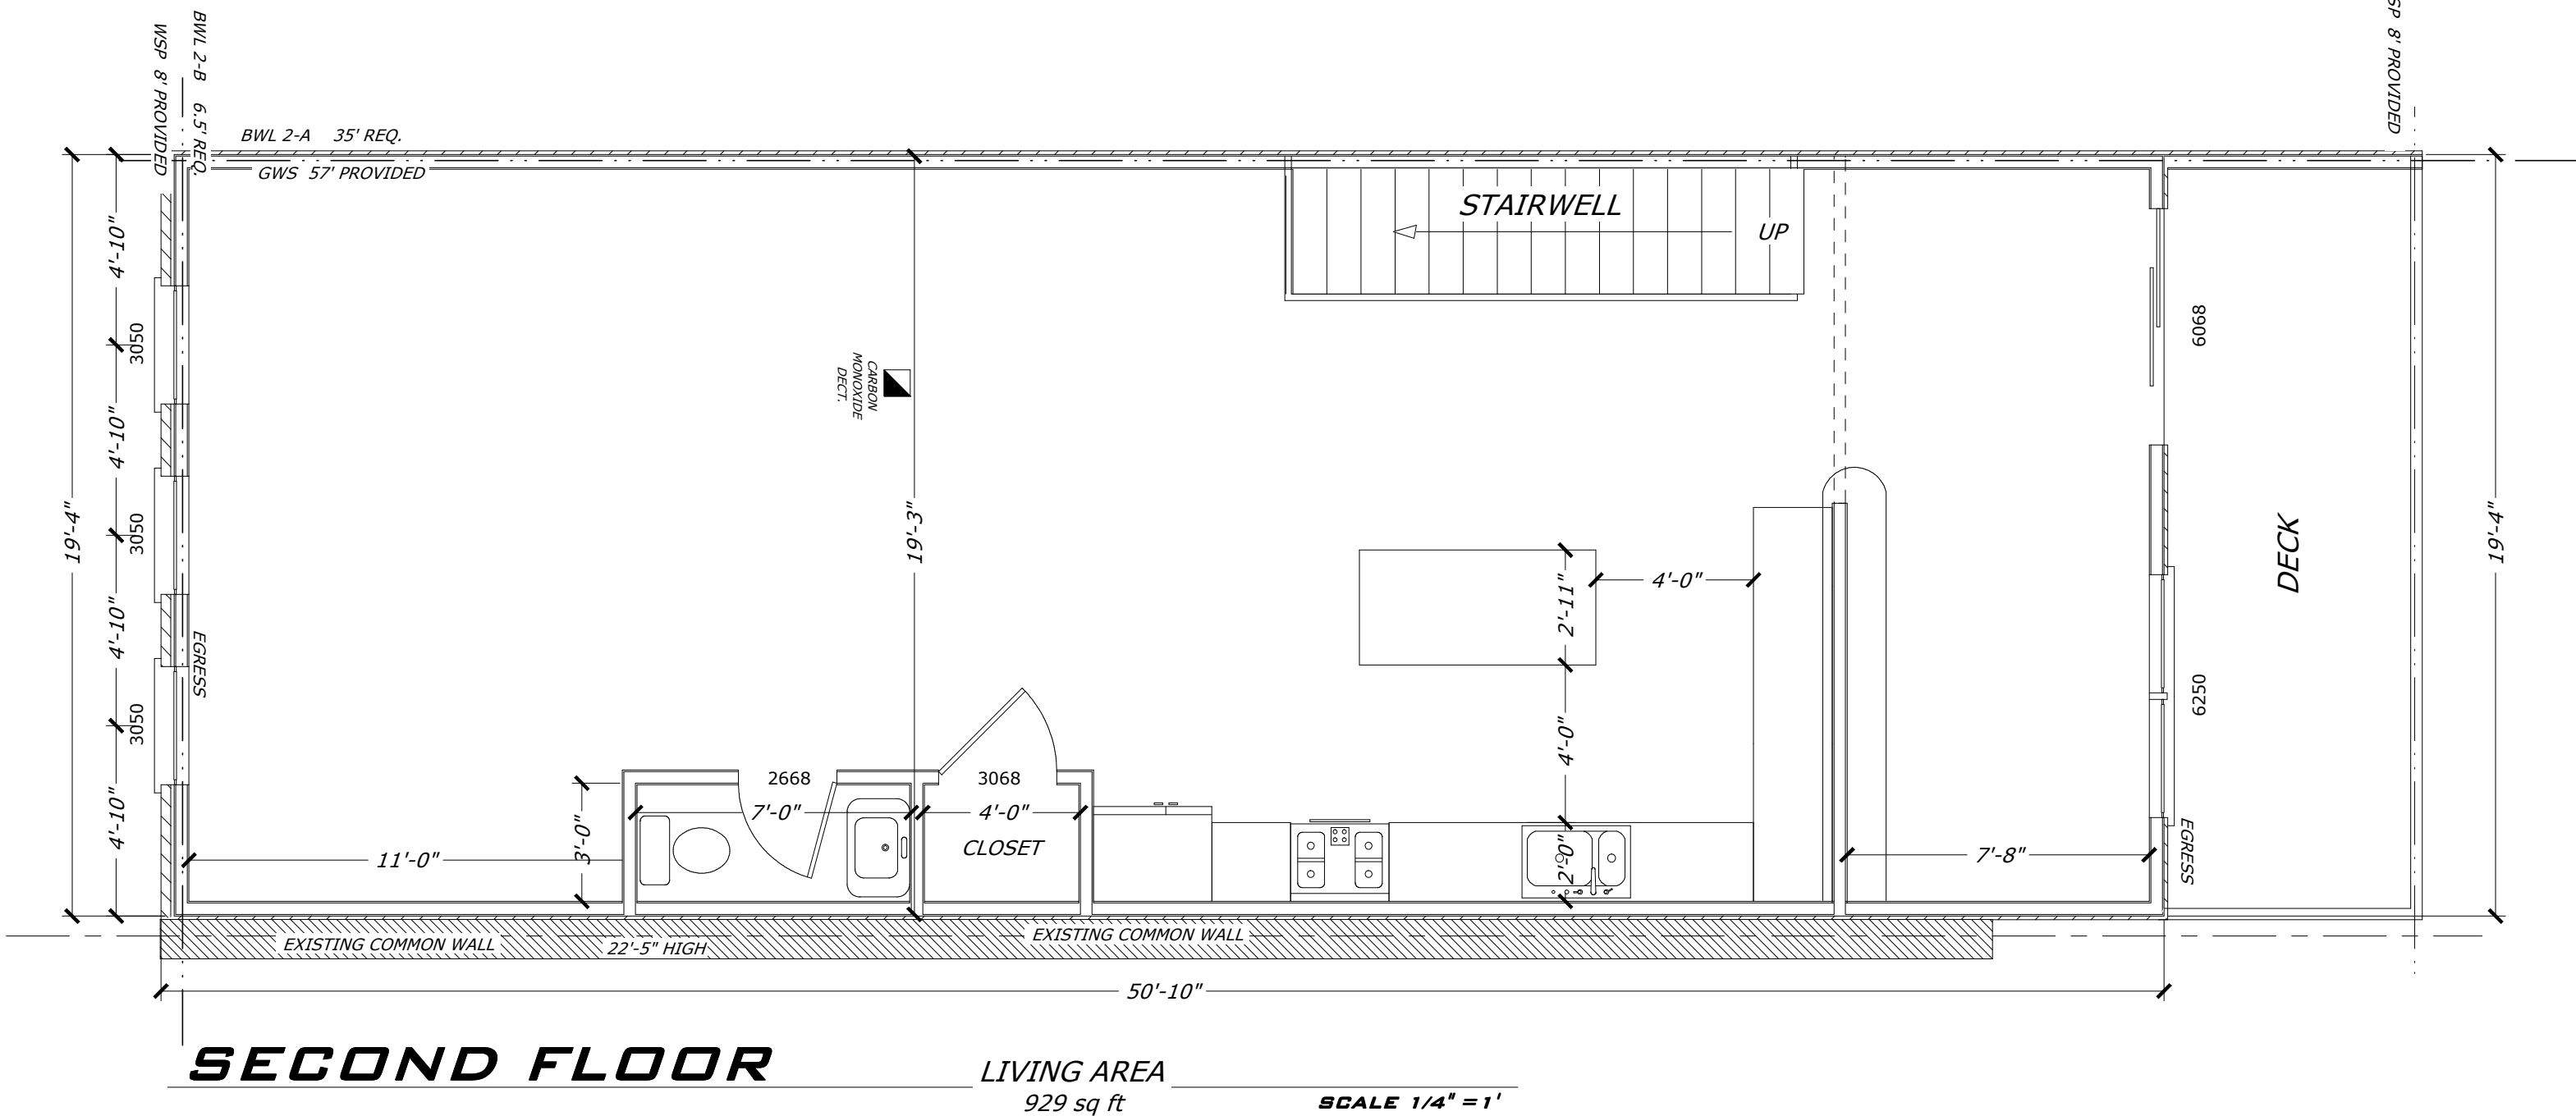 WSP 8' PROVIDED
BWL 2-B 6.5' REQ.
SP 8' PROVIDED
BWL 2-A 35' REQ.
GWS 57' PROVIDED
STAIRWELL
UP
4'-10"
3050
4'-10"
3050
4'-10"
3050
4'-10"
19'-4"
EGRESS
CARBON
MONOXIDE
DECT.
19'-3"
6068
6250
DECK
19'-4"
EGRESS
2'-11"
4'-0"
4'-0"
2'-0"
2668
3068
7'-0"
4'-0"
3'-0"
CLOSET
11'-0"
7'-8"
EXISTING COMMON WALL
22'-5" HIGH
EXISTING COMMON WALL
50'-10"
SECOND FLOOR
LIVING AREA
929 sq ft
SCALE 1/4" =1'